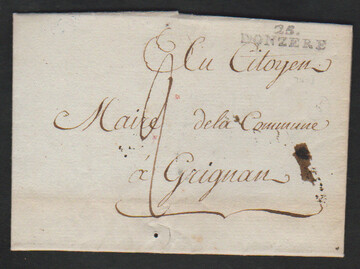 25.
DONZERE
Au Citoyen
Maire de la Commune
à Grignan